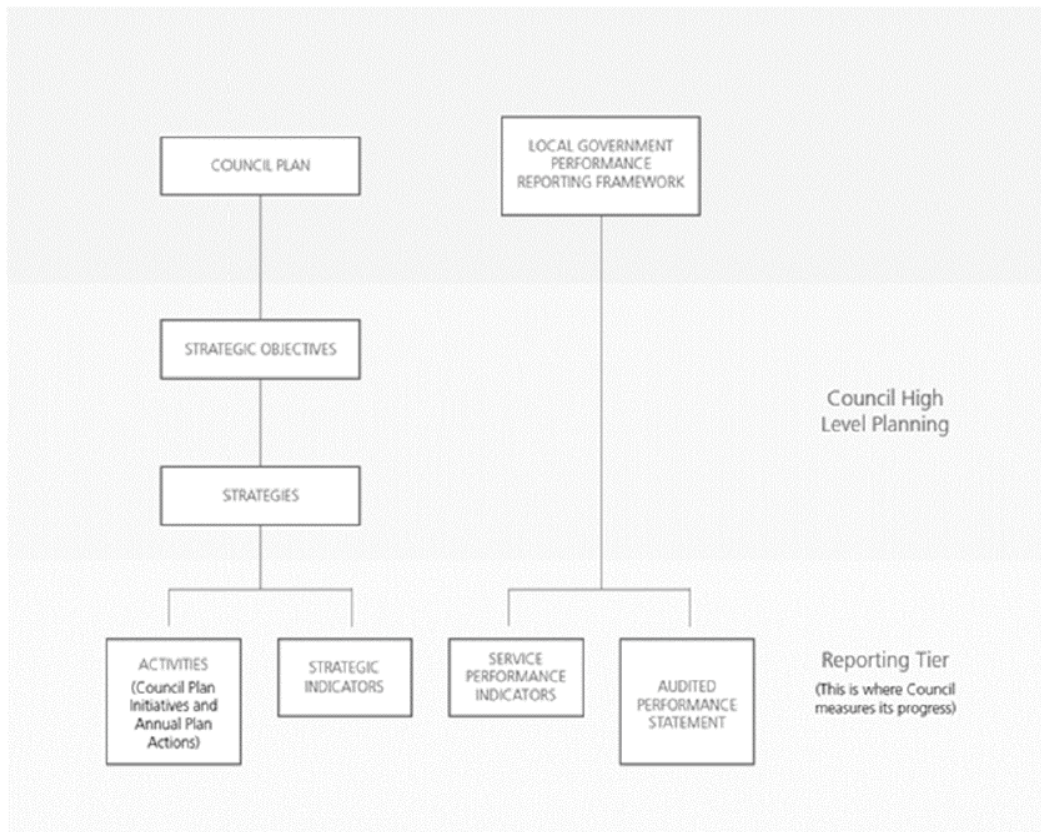 COUNCIL PLAN
LOCAL GOVERNMENT
PERFORMANCE
REPORTING FRAMEWORK
STRATEGIC OBJECTIVES
Council High
Level Planning
STRATEGIES
ACTIVITIES
(Council Plan
Initiatives and
Annual Plan
Actions)
STRATEGIC
INDICATORS
SERVICE
PERFORMANCE
INDICATORS
AUDITED
PERFORMANCE
STATEMENT
Reporting Tier
(This is where Council
measures its progress)